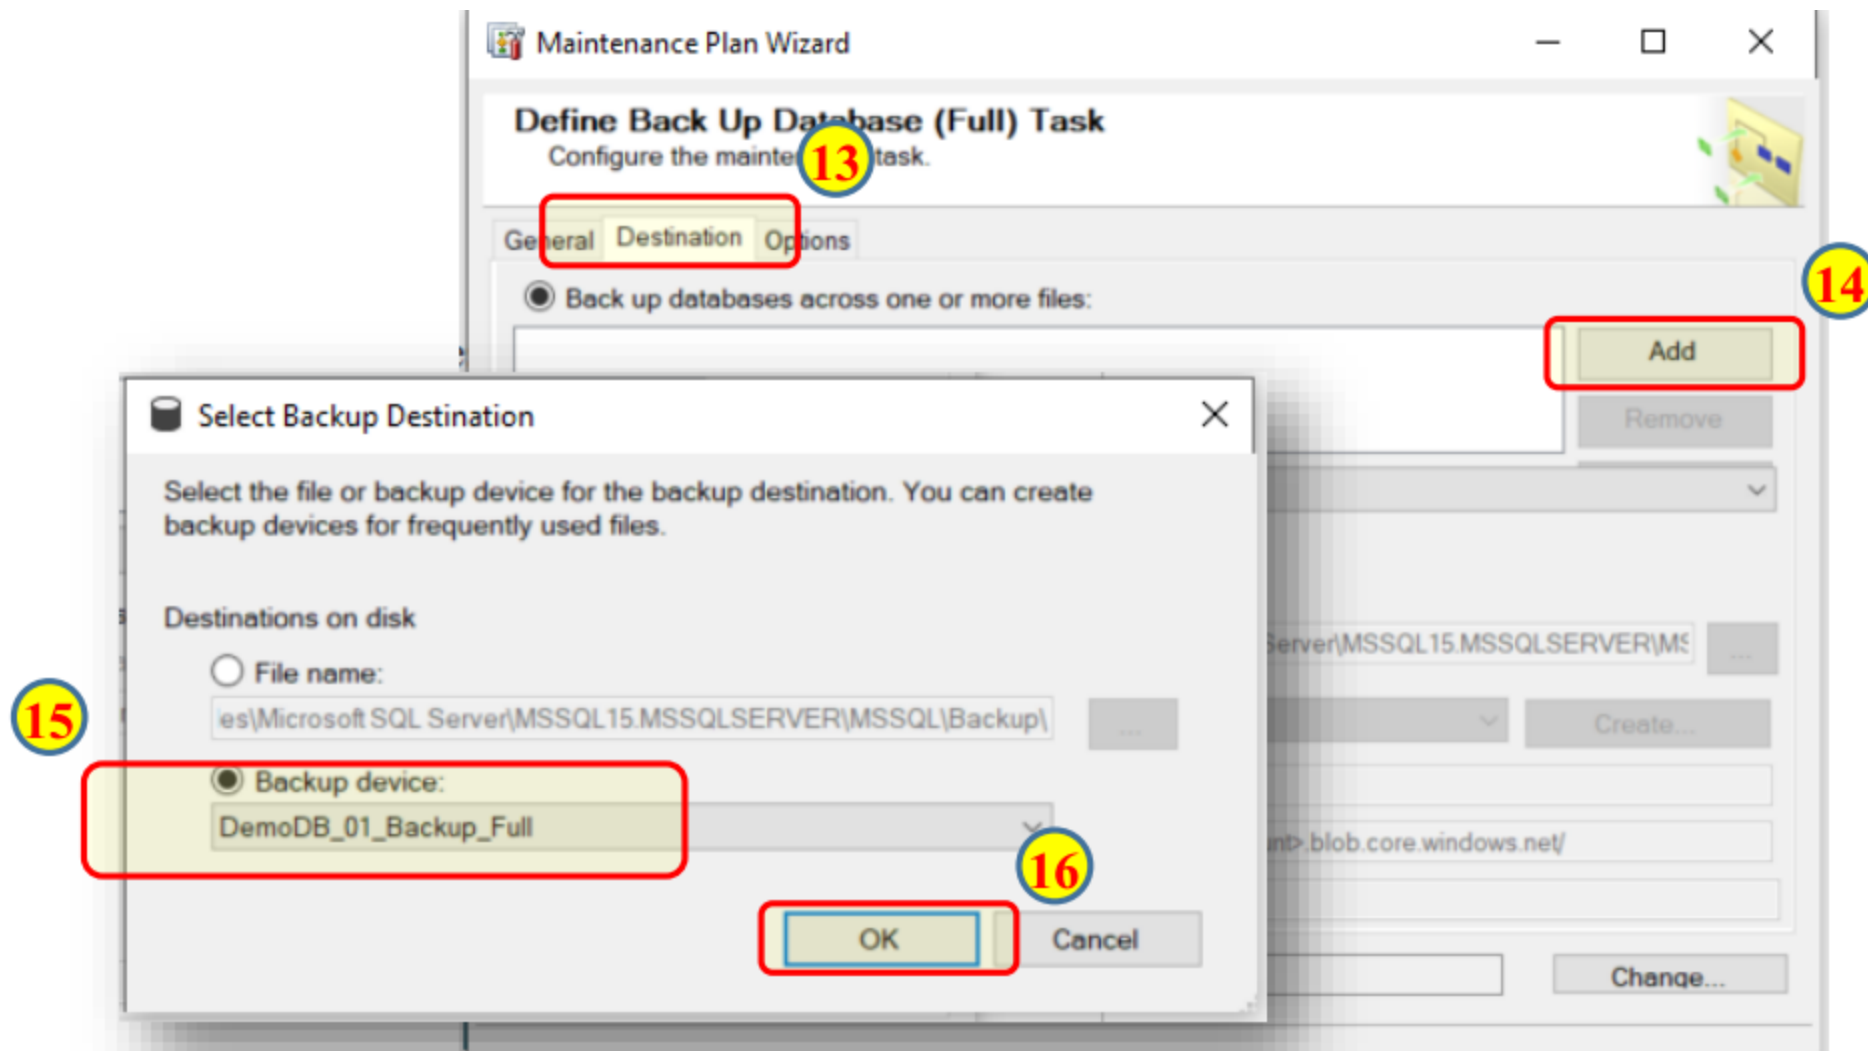 Maintenance Plan Wizard
Define Back Up Database (Full) Task
Configure the mainte task.
13
General Destination Options
14
Back up databases across one or more files:
Add
Remove
Select Backup Destination
Select the file or backup device for the backup destination. You can create
backup devices for frequently used files.
Destinations on disk
File name:
es\Microsoft SQL Server\MSSQL15.MSSQLSERVER\MSSQL\Backup\
...
15
Backup device:
DemoDB_01_Backup_Full
16
OK
Cancel
Server\MSSQL15.MSSQLSERVER\MS
...
Create...
unt>.blob.core.windows.net/
Change...